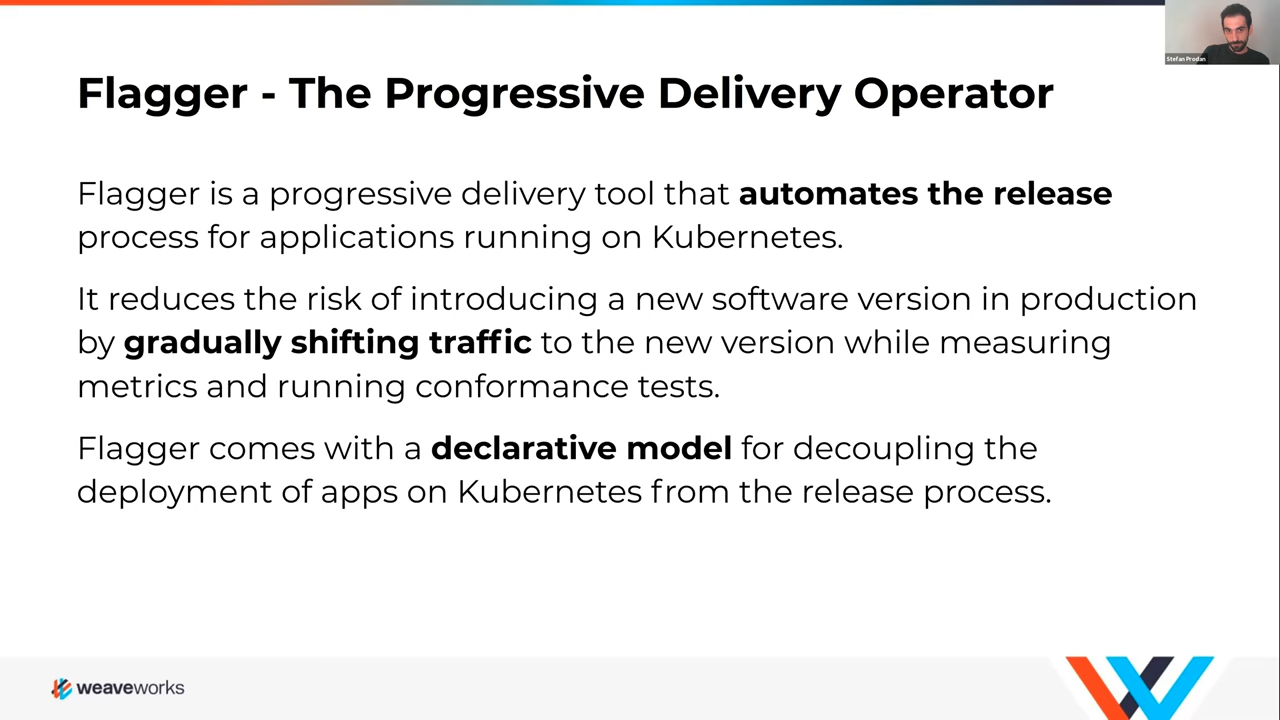 Stefan Prodan
Flagger - The Progressive Delivery Operator
Flagger is a progressive delivery tool that automates the release
process for applications running on Kubernetes.
It reduces the risk of introducing a new software version in production
by gradually shifting traffic to the new version while measuring
metrics and running conformance tests.
Flagger comes with a declarative model for decoupling the
deployment of apps on Kubernetes from the release process.
weaveworks